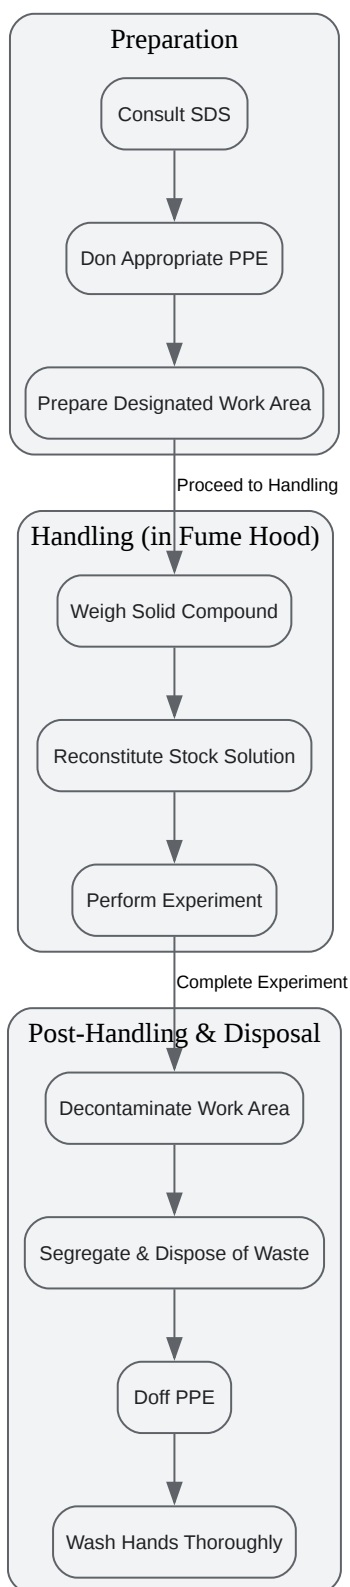 Preparation
Consult SDS
Don Appropriate PPE
Prepare Designated Work Area
Proceed to Handling
Handling (in Fume Hood)
Weigh Solid Compound
Reconstitute Stock Solution
Perform Experiment
Complete Experiment
Post-Handling & Disposal
Decontaminate Work Area
Segregate & Dispose of Waste
Doff PPE
Wash Hands Thoroughly